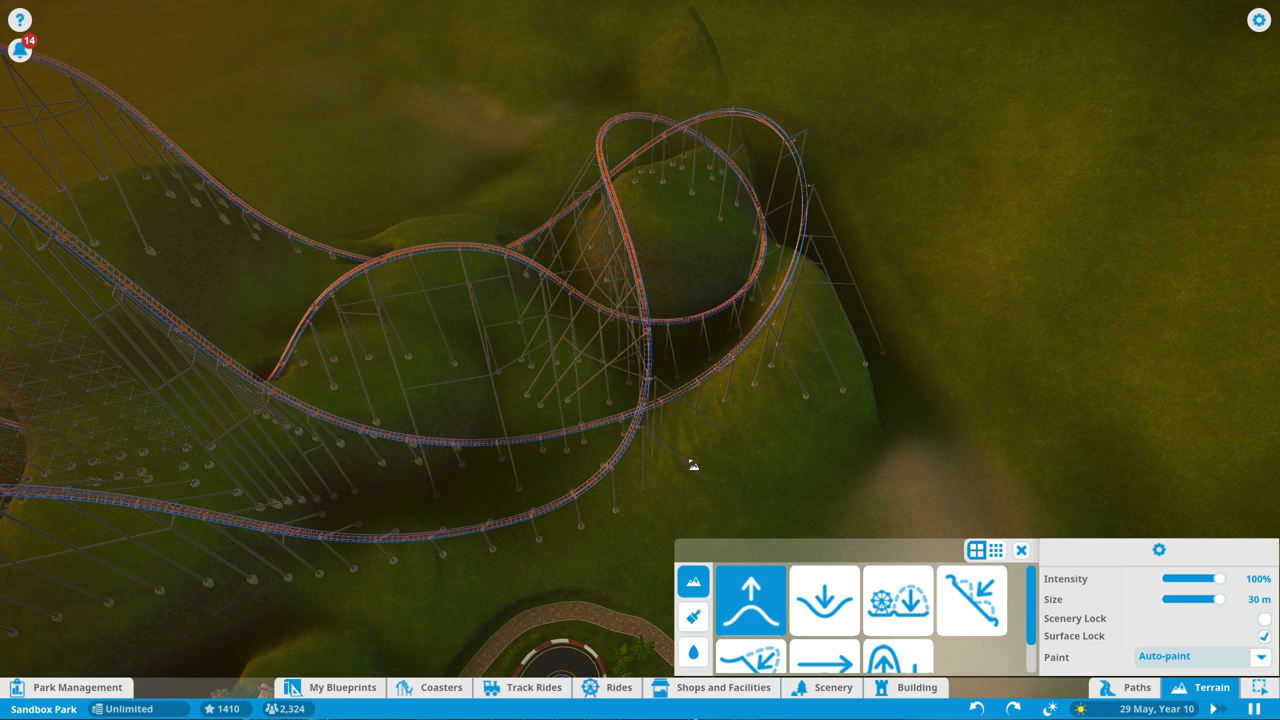 ?
14
Intensity 100%
Size 30 m
Scenery Lock
Surface Lock
Paint Auto-paint
Park Management
My Blueprints
Coasters
Track Rides
Rides
Shops and Facilities
Scenery
Building
Paths
Terrain
Sandbox Park
Unlimited
1410
2,324
29 May, Year 10